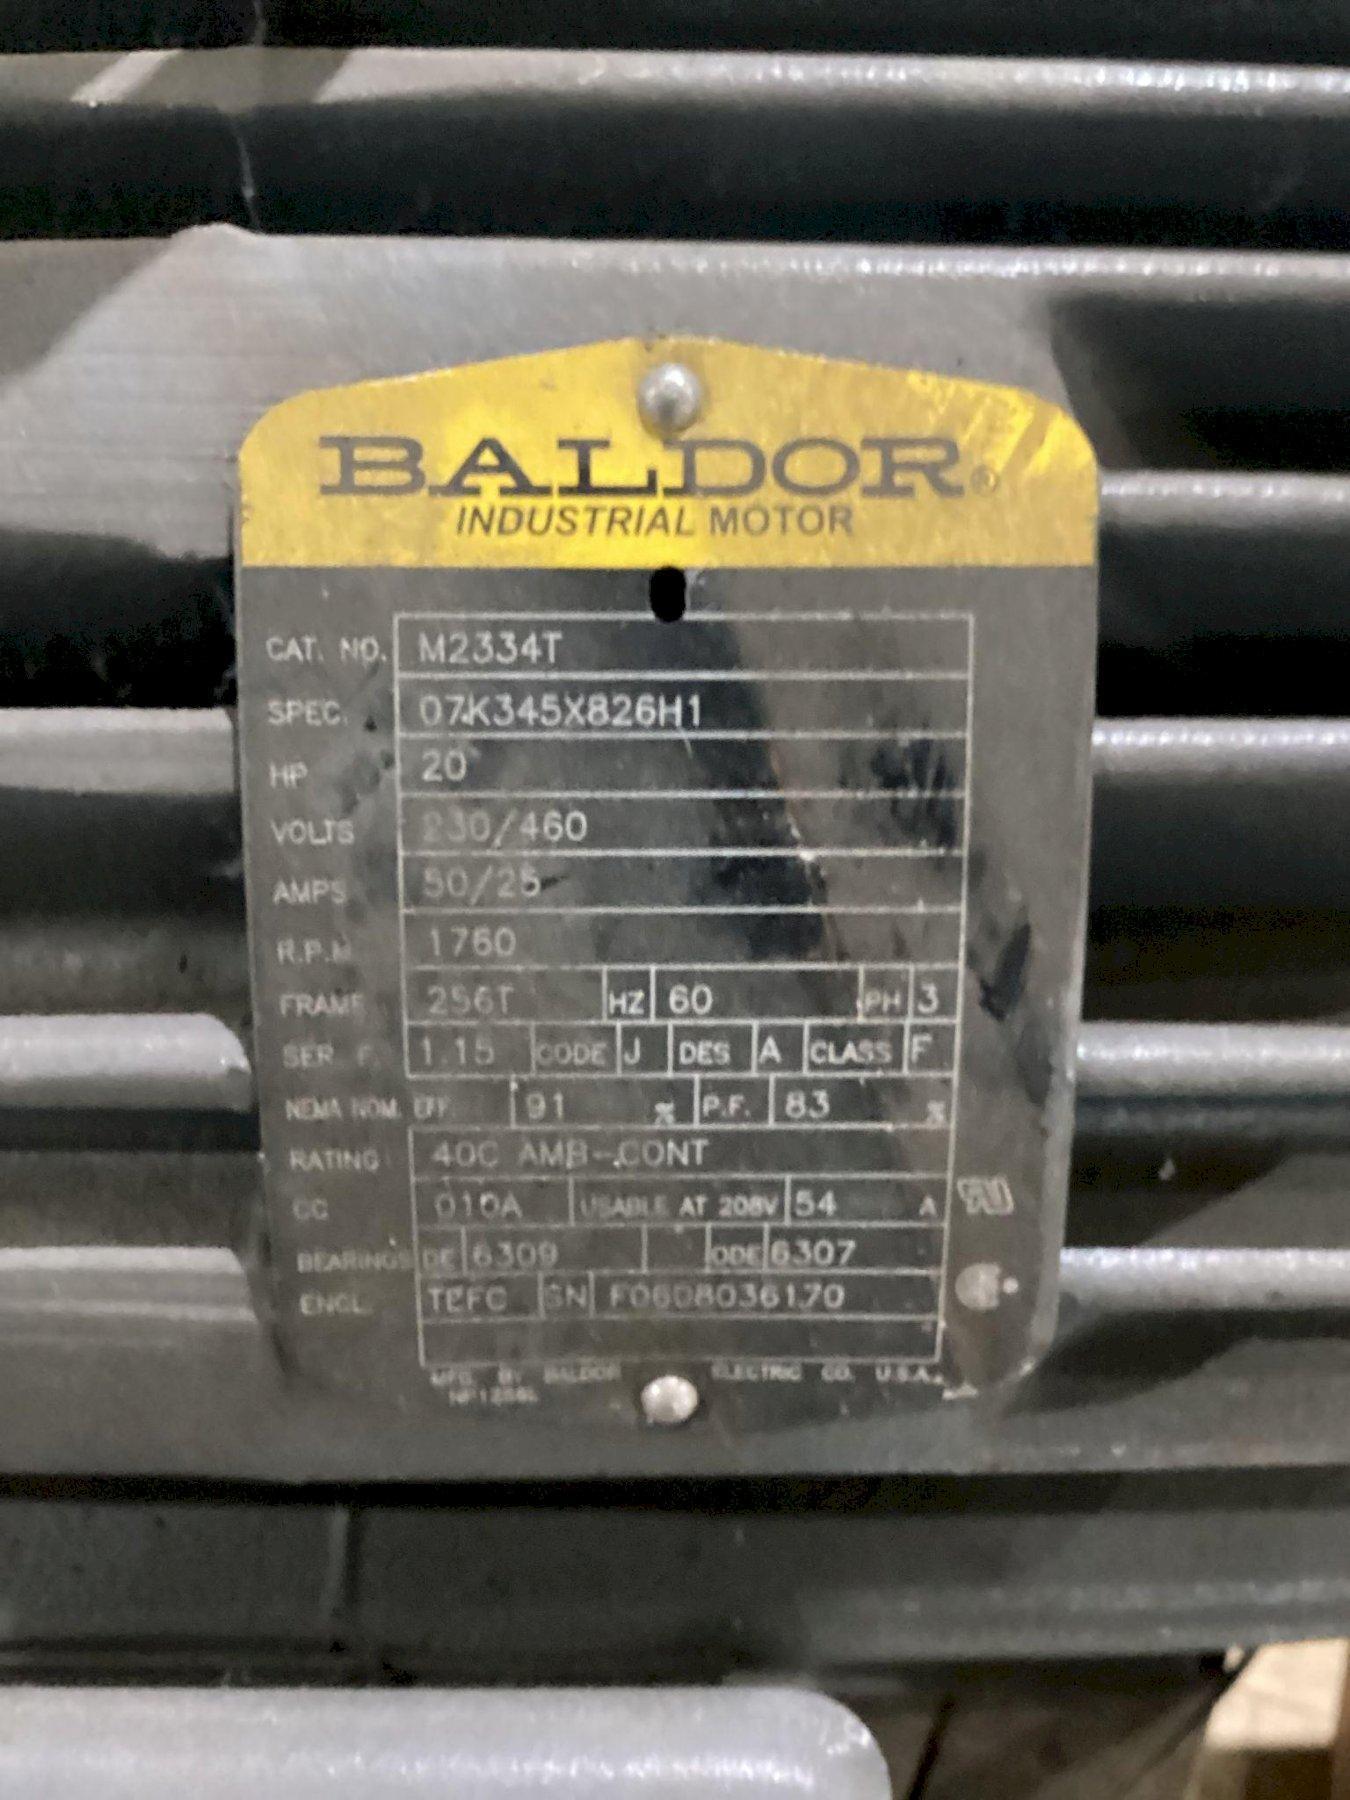 BALDOR®
INDUSTRIAL MOTOR
CAT. NO. M2334T
SPEC. 07K345X826H1
HP 20
VOLTS 230/460
AMPS 50/25
R.P.M. 1760
FRAME 256T HZ 60 PH 3
SER. F. 1.15 CODE J DES A CLASS F
NEMA NOM. EFF. 91 % P.F. 83 %
RATING 40C AMB-CONT
CC 010A USABLE AT 208V 54 A
BEARINGS DE 6309 ODE 6307
ENCL. TEFC SN F0608036170
MFG. BY BALDOR ELECTRIC CO. U.S.A.